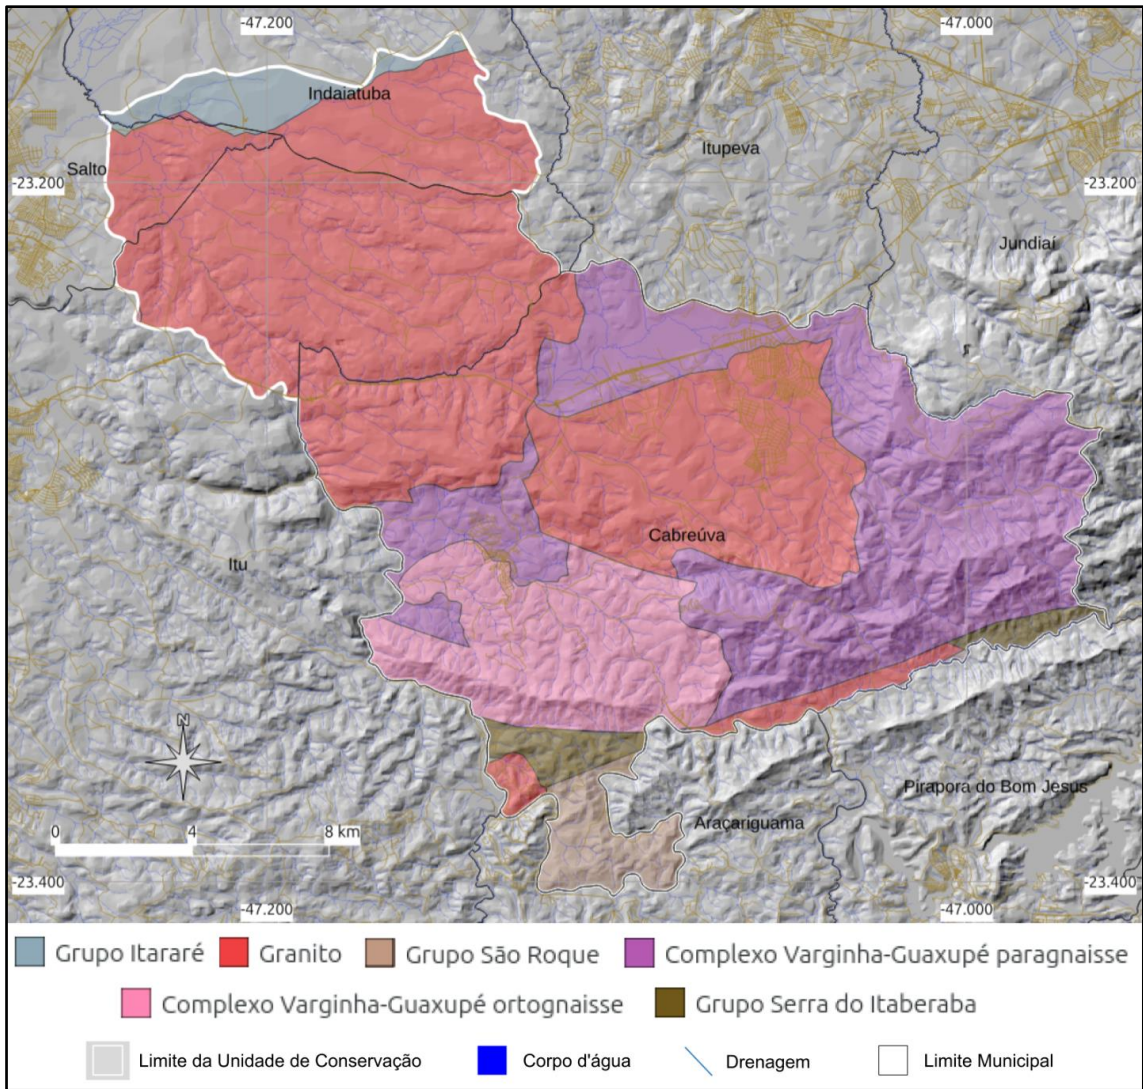 -47.200 -47.000
Indaiatuba
Itupeva
Salto
-23.200 -23.200
Jundiaí
Cabreúva
Itu
N
Pirapora do Bom Jesus
Araçariguama
0 4 8 km
-23.400 -23.400
-47.200 -47.000
Grupo Itararé Granito Grupo São Roque Complexo Varginha-Guaxupé paragnaisse
Complexo Varginha-Guaxupé ortognaisse Grupo Serra do Itaberaba
Limite da Unidade de Conservação Corpo d'água Drenagem Limite Municipal